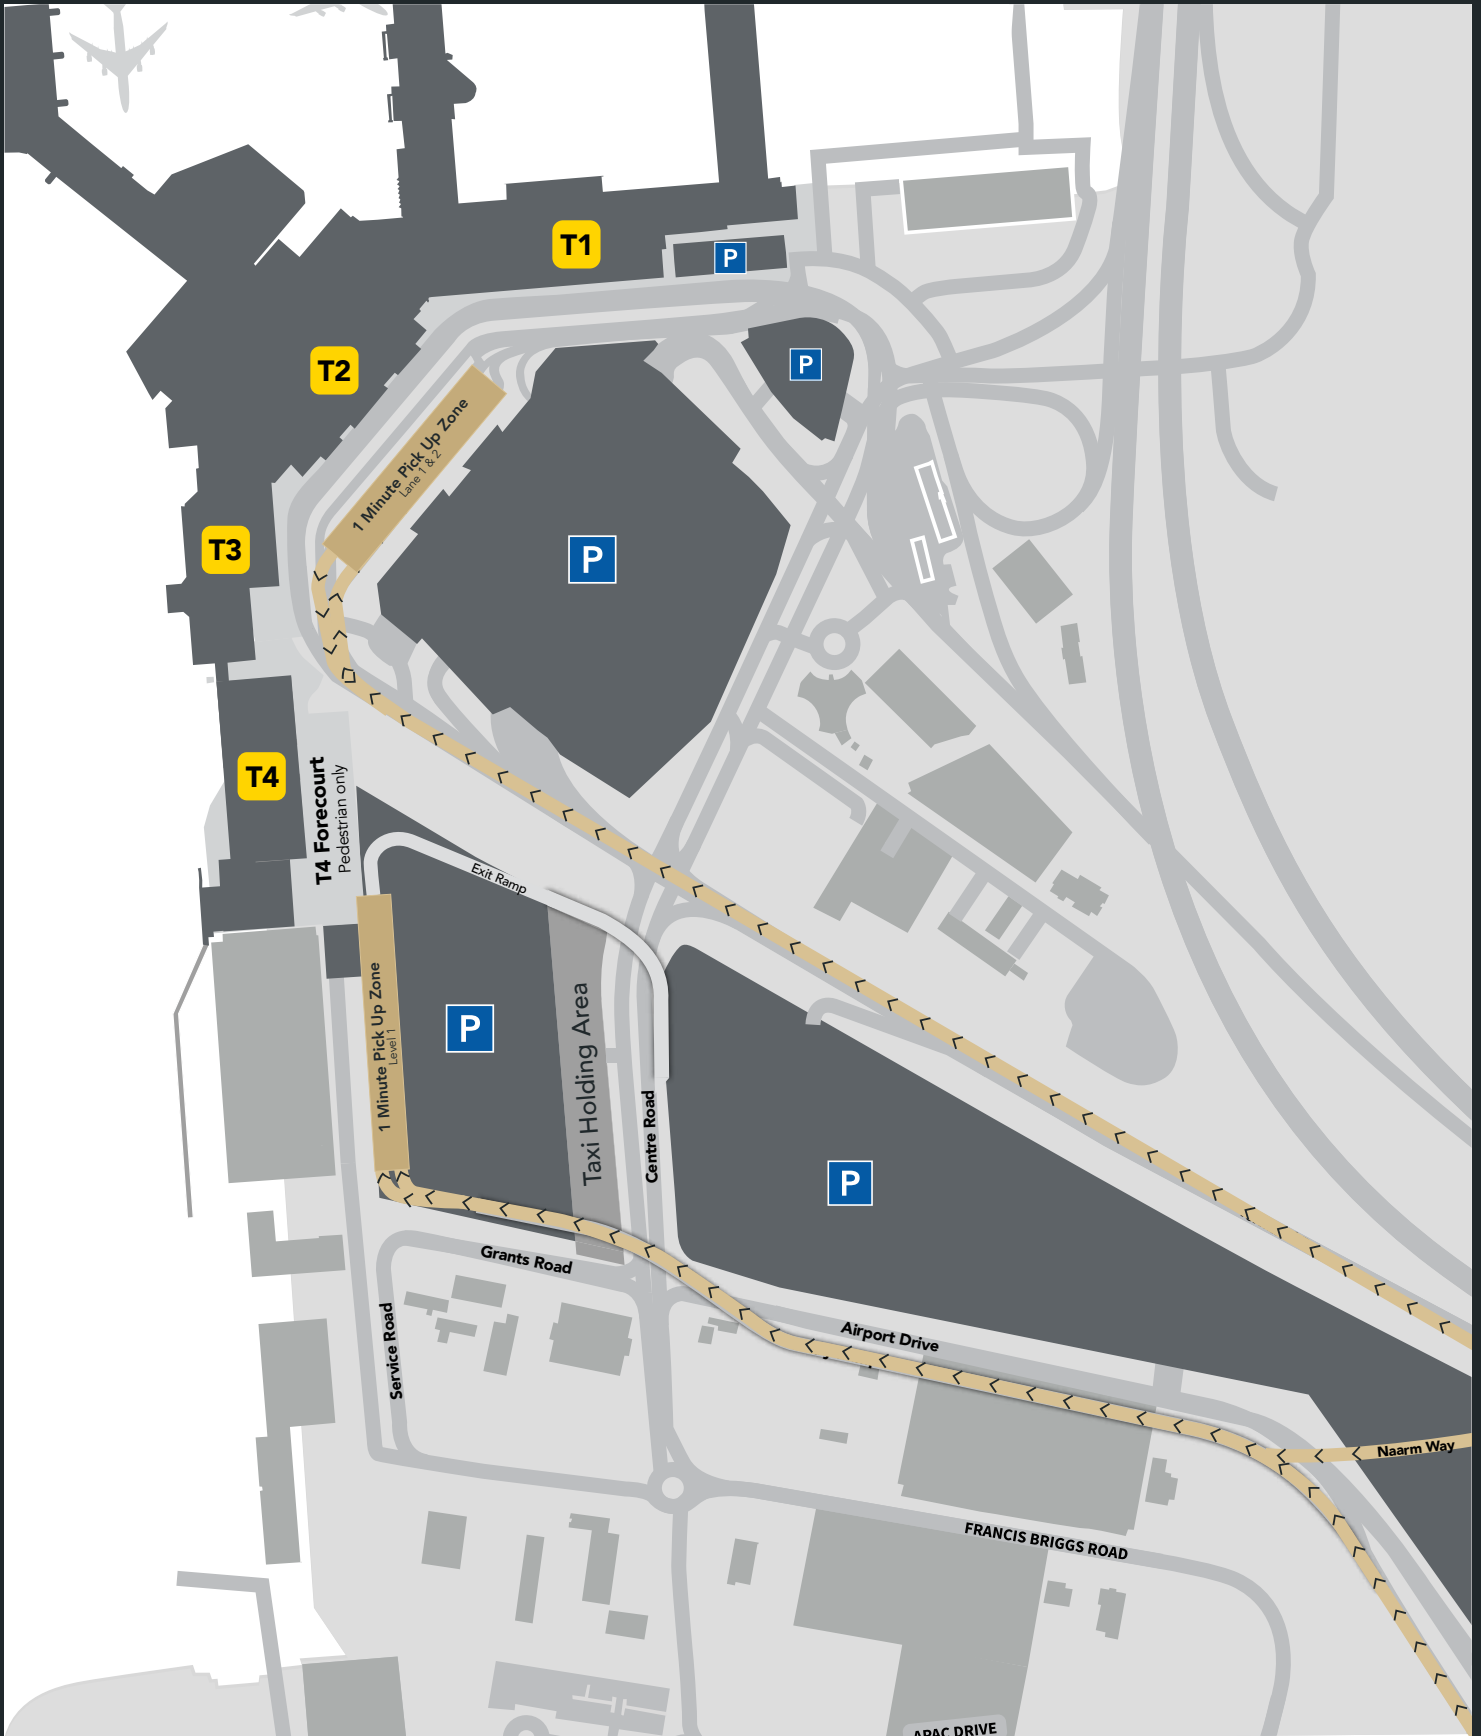 T1
P
P
T2
1 Minute Pick Up Zone
Lane 1 & 2
T3
P
T4
T4 Forecourt
Pedestrian only
Exit Ramp
1 Minute Pick Up Zone
Level 1
P
Taxi Holding Area
Centre Road
P
Grants Road
Service Road
Airport Drive
Naarm Way
FRANCIS BRIGGS ROAD
APAC DRIVE